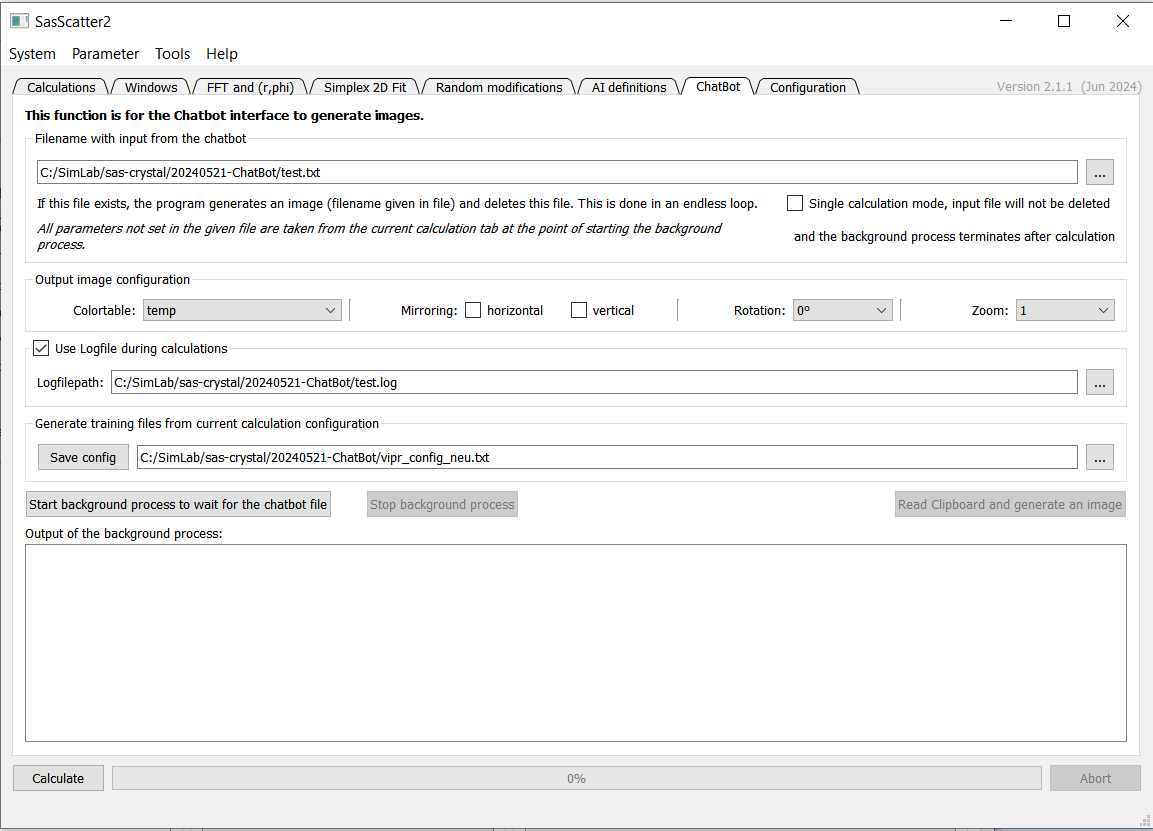 SasScatter2
System Parameter Tools Help
Calculations Windows FFT and (r,phi) Simplex 2D Fit Random modifications AI definitions ChatBot Configuration Version 2.1.1 (Jun 2024)
This function is for the Chatbot interface to generate images.
Filename with input from the chatbot
C:/SimLab/sas-crystal/20240521-ChatBot/test.txt ...
If this file exists, the program generates an image (filename given in file) and deletes this file. This is done in an endless loop. Single calculation mode, input file will not be deleted
All parameters not set in the given file are taken from the current calculation tab at the point of starting the background
process.
and the background process terminates after calculation
Output image configuration
Colortable: temp Mirroring: horizontal vertical Rotation: 0° Zoom: 1
Use Logfile during calculations
Logfilepath: C:/SimLab/sas-crystal/20240521-ChatBot/test.log ...
Generate training files from current calculation configuration
Save config C:/SimLab/sas-crystal/20240521-ChatBot/vipr_config_neu.txt ...
Start background process to wait for the chatbot file Stop background process Read Clipboard and generate an image
Output of the background process:
Calculate 0% Abort